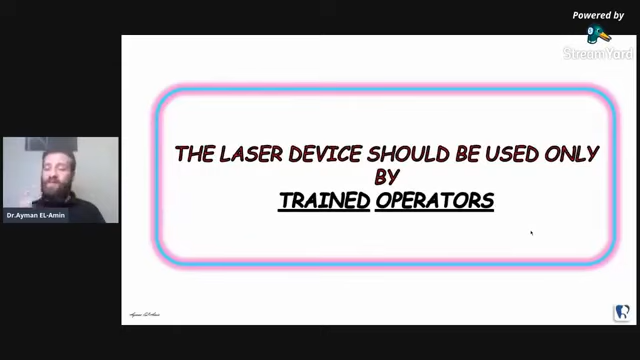 Powered by
StreamYard
THE LASER DEVICE SHOULD BE USED ONLY
BY
TRAINED OPERATORS
Dr.Ayman EL-Amin